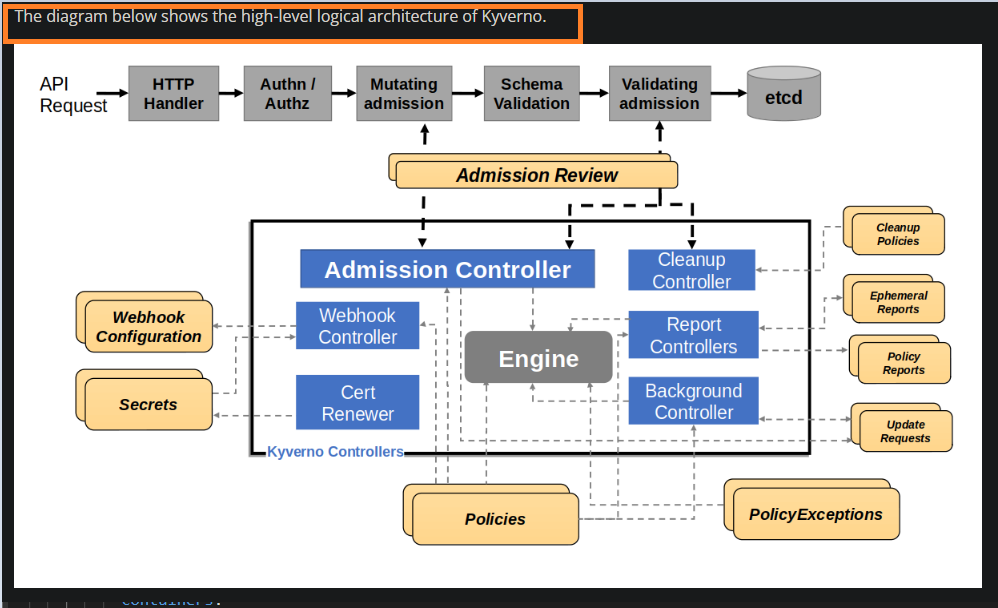 The diagram below shows the high-level logical architecture of Kyverno.
API
Request
HTTP
Handler
Authn /
Authz
Mutating
admission
Schema
Validation
Validating
admission
etcd
Admission Review
Admission Controller
Cleanup
Controller
Cleanup
Policies
Webhook
Configuration
Webhook
Controller
Engine
Report
Controllers
Ephemeral
Reports
Policy
Reports
Secrets
Cert
Renewer
Background
Controller
Update
Requests
Kyverno Controllers
Policies
PolicyExceptions
containers: